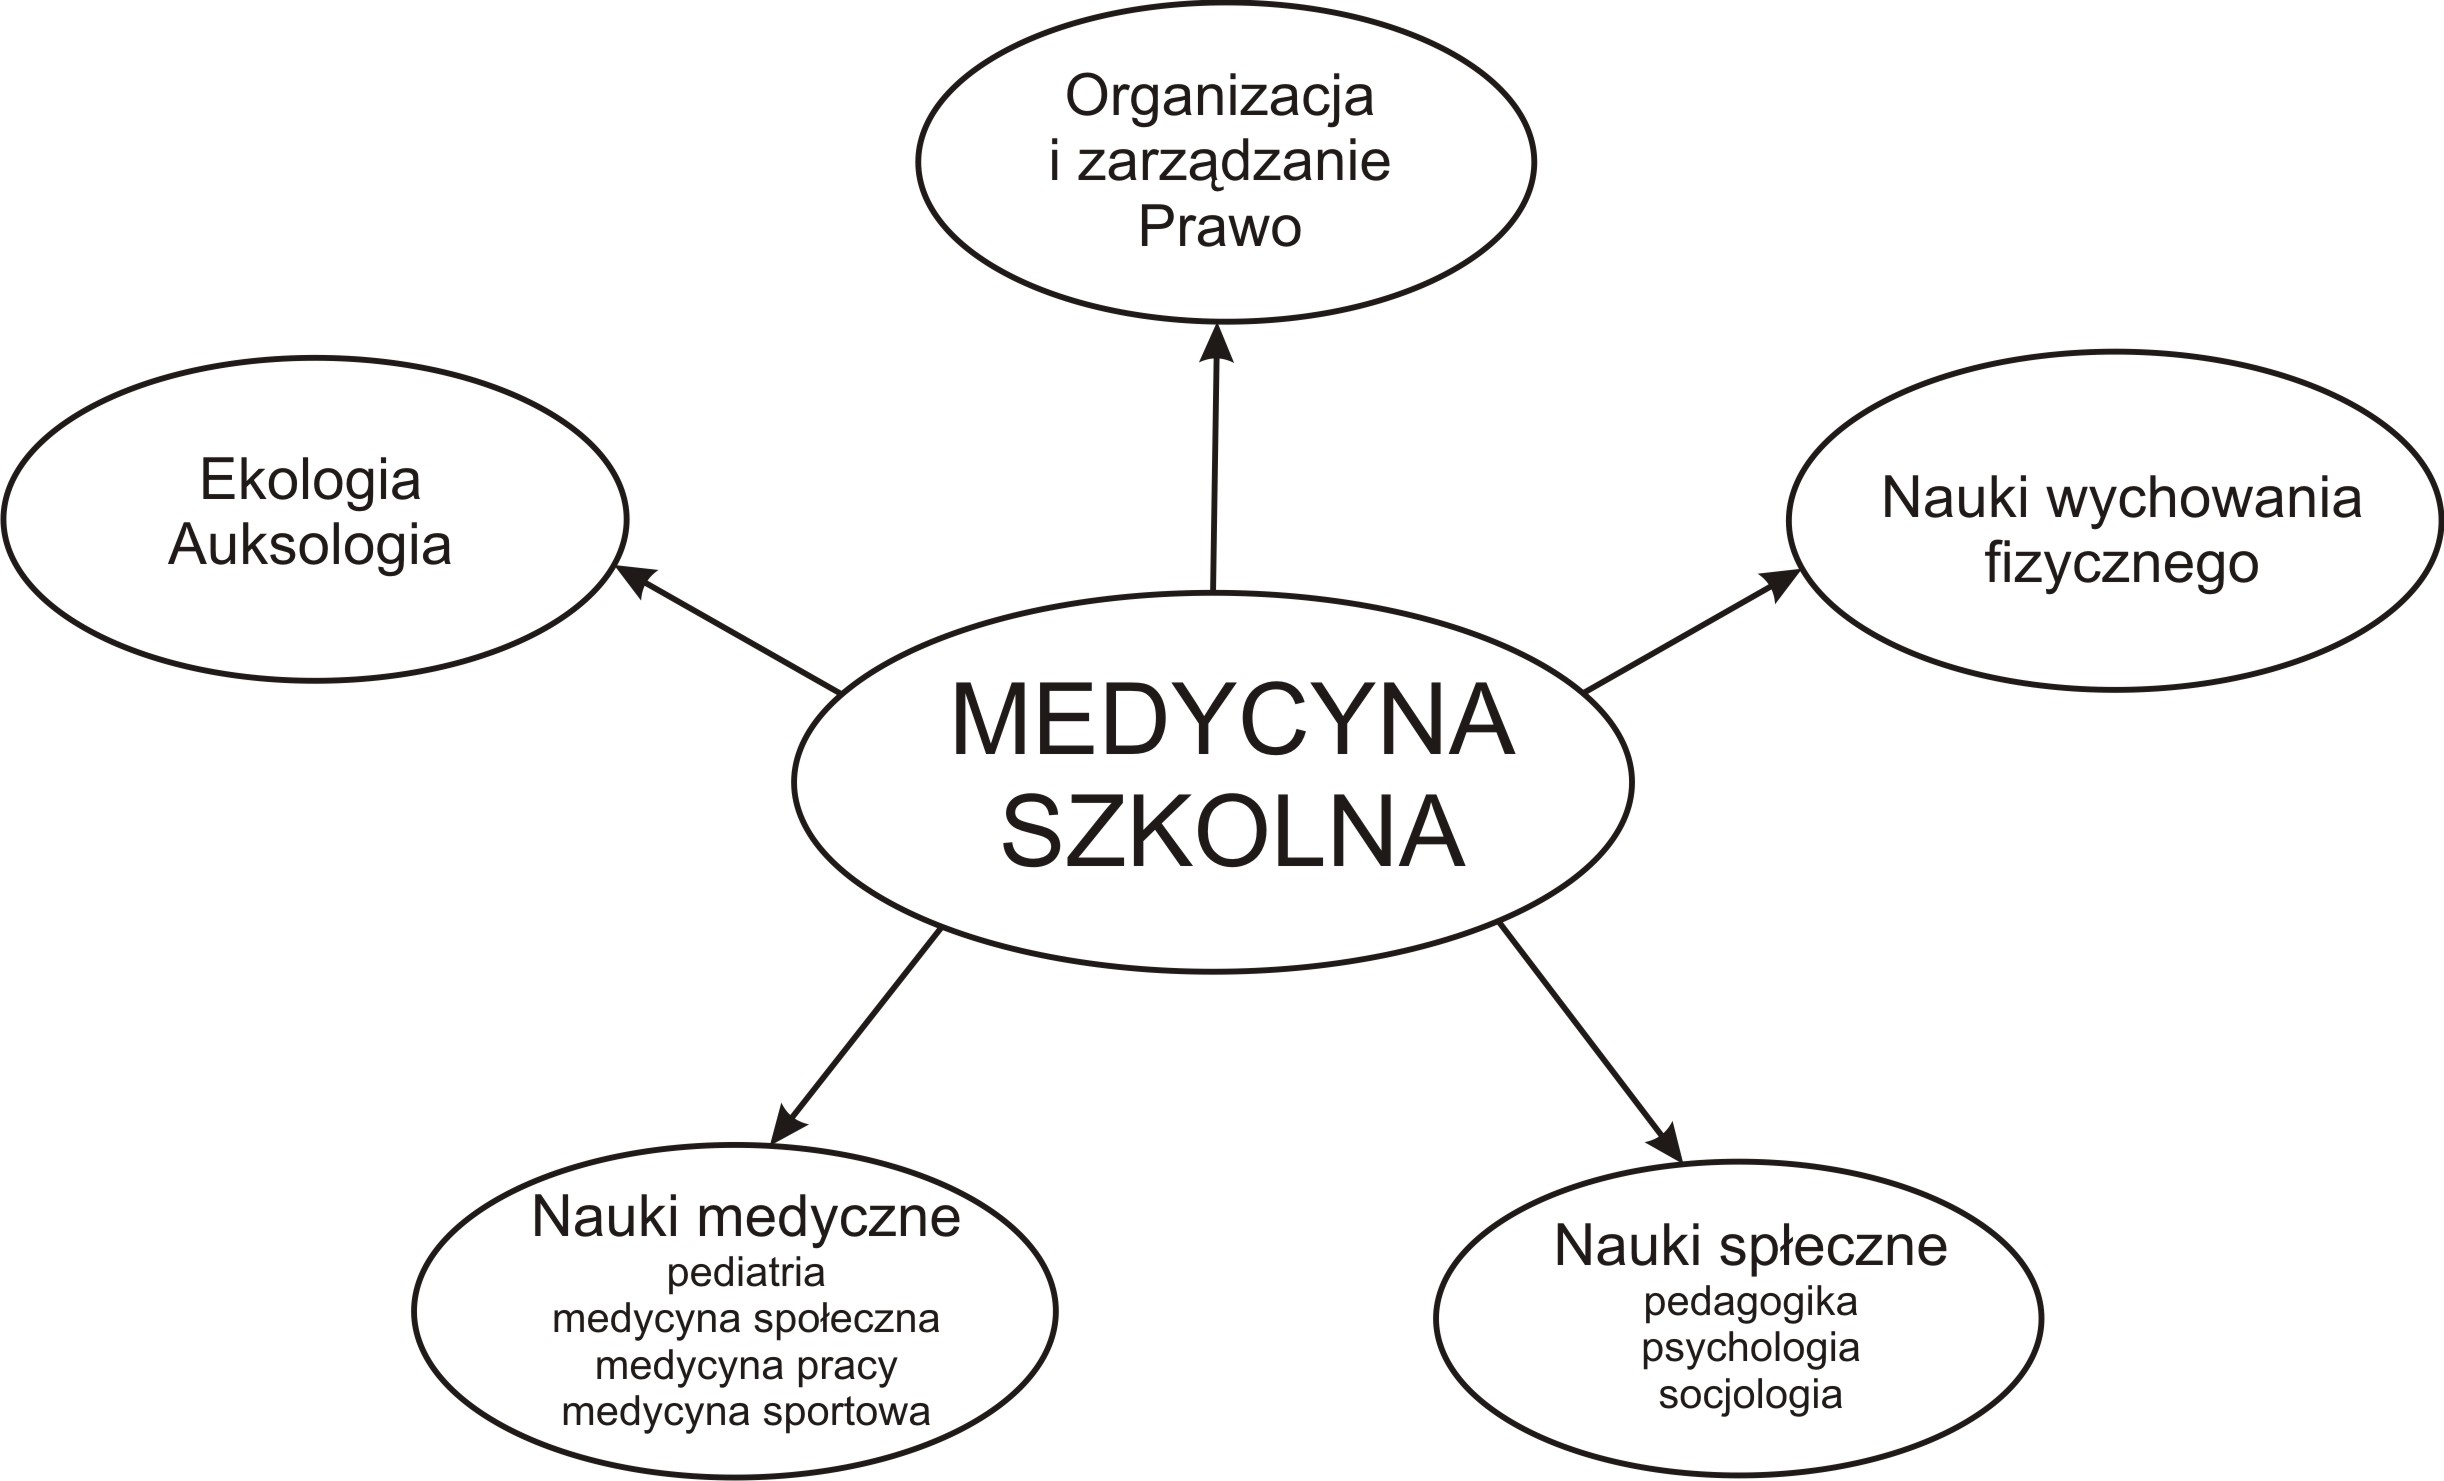 Organizacja
i zarządzanie
Prawo
Ekologia
Auksologia
Nauki wychowania
fizycznego
MEDYCYNA
SZKOLNA
Nauki medyczne
pediatria
medycyna społeczna
medycyna pracy
medycyna sportowa
Nauki spłeczne
pedagogika
psychologia
socjologia